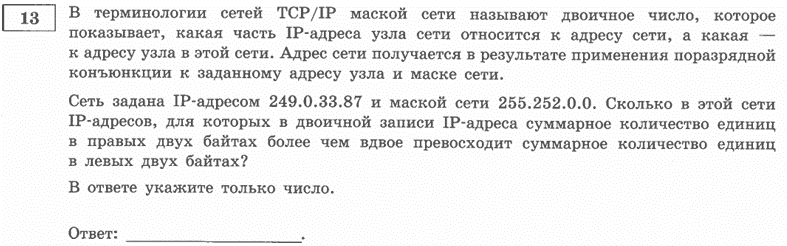 13
В терминологии сетей TCP/IP маской сети называют двоичное число, которое
показывает, какая часть IP-адреса узла сети относится к адресу сети, а какая —
к адресу узла в этой сети. Адрес сети получается в результате применения поразрядной
конъюнкции к заданному адресу узла и маске сети.
Сеть задана IP-адресом 249.0.33.87 и маской сети 255.252.0.0. Сколько в этой сети
IP-адресов, для которых в двоичной записи IP-адреса суммарное количество единиц
в правых двух байтах более чем вдвое превосходит суммарное количество единиц
в левых двух байтах?
В ответе укажите только число.
Ответ: ____________________.